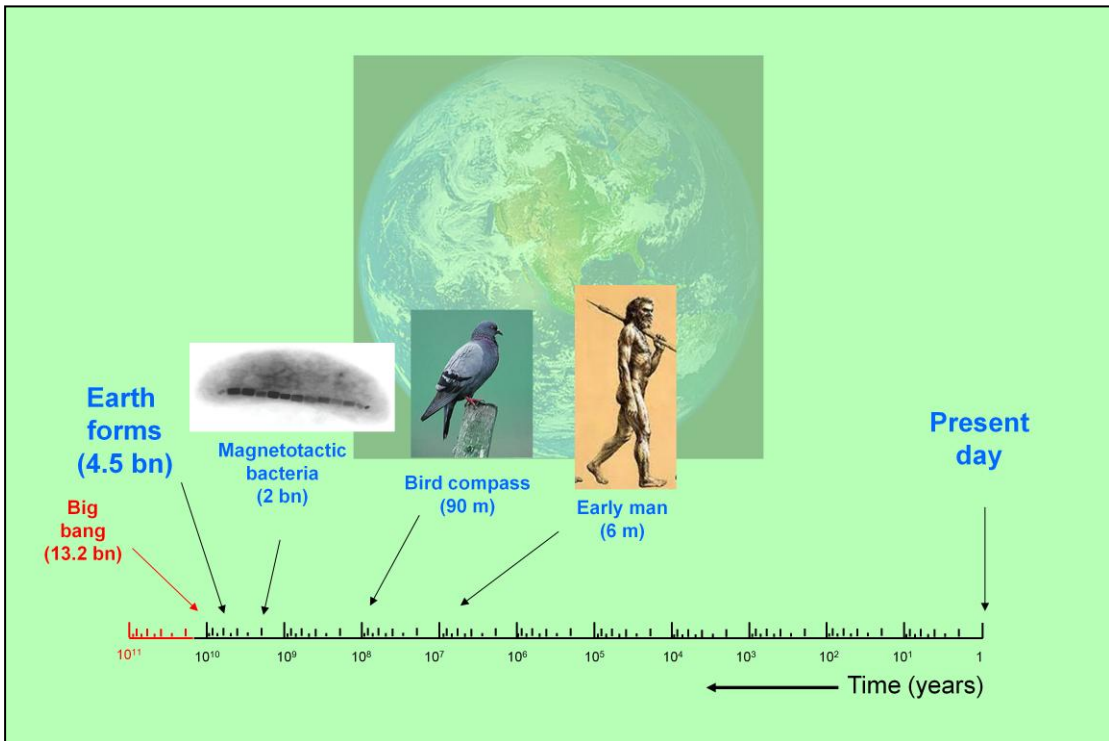 Earth
forms
(4.5 bn)
Magnetotactic
bacteria
(2 bn)
Bird compass
(90 m)
Early man
(6 m)
Present
day
Big
bang
(13.2 bn)
10¹¹
10¹⁰
10⁹
10⁸
10⁷
10⁶
10⁵
10⁴
10³
10²
10¹
1
Time (years)